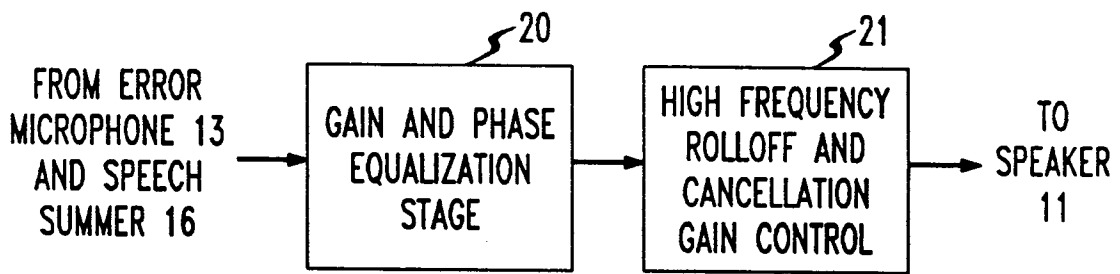 20
21
FROM ERROR
MICROPHONE 13
AND SPEECH
SUMMER 16
GAIN AND PHASE
EQUALIZATION
STAGE
HIGH FREQUENCY
ROLLOFF AND
CANCELLATION
GAIN CONTROL
TO
SPEAKER
11